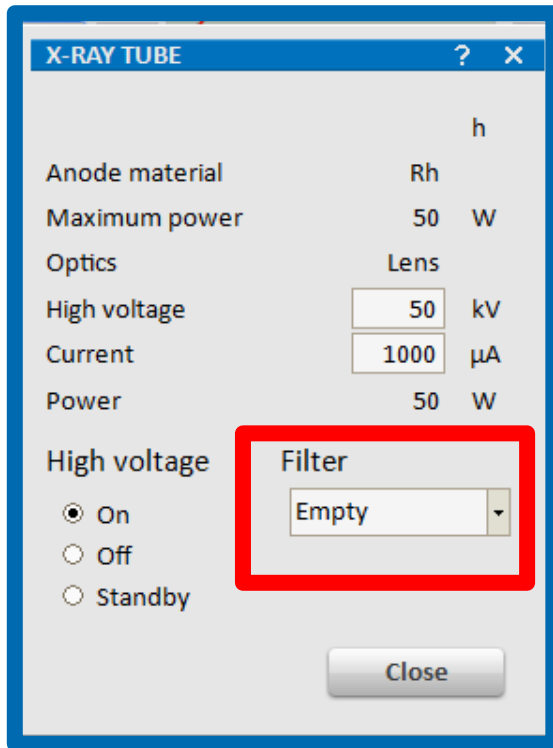 X-RAY TUBE ? ×
h
Anode material Rh
Maximum power 50 W
Optics Lens
High voltage 50 kV
Current 1000 µA
Power 50 W
High voltage Filter
On Empty
Off
Standby
Close